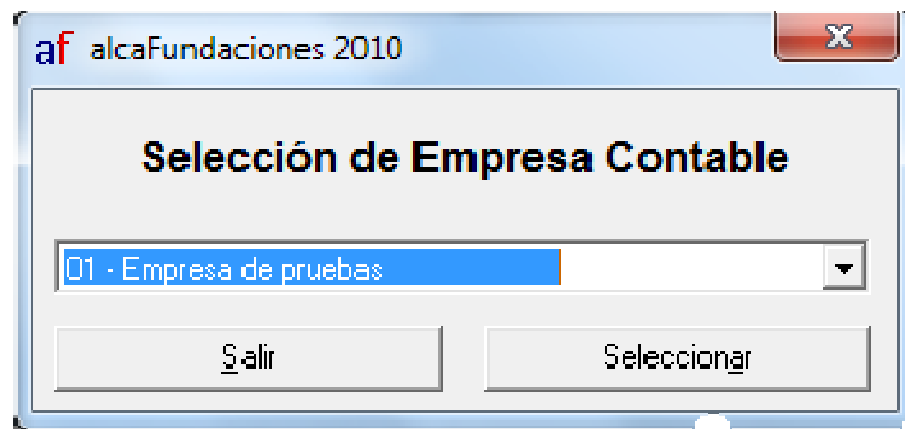 af alcaFundaciones 2010
Selección de Empresa Contable
01 - Empresa de pruebas
Salir Seleccionar